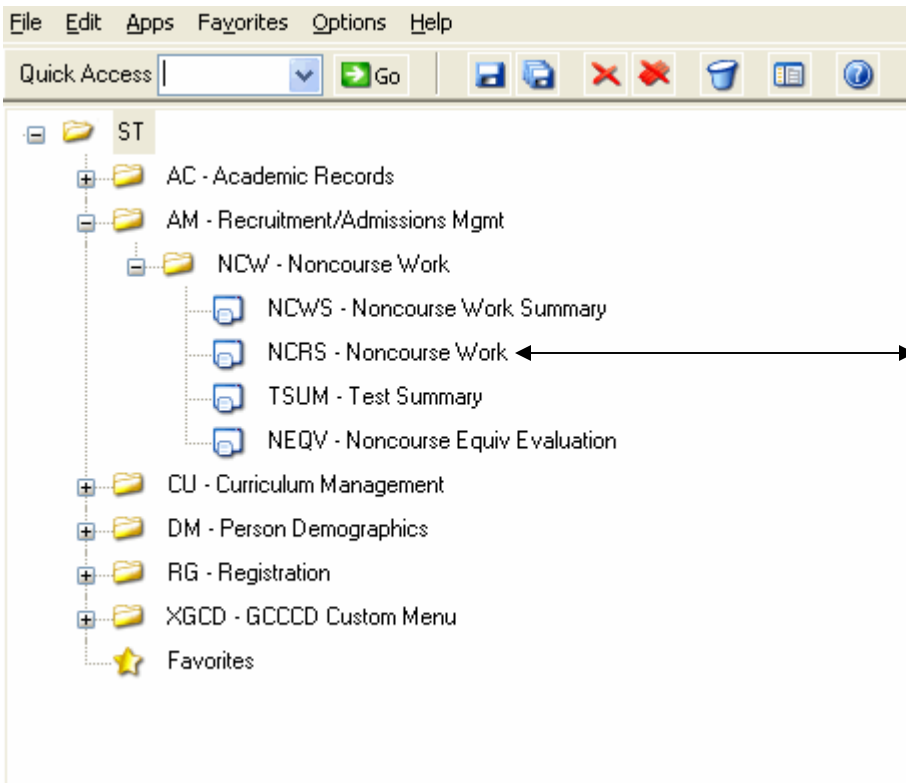 File Edit Apps Favorites Options Help
Quick Access Go
ST
AC - Academic Records
AM - Recruitment/Admissions Mgmt
NCW - Noncourse Work
NCWS - Noncourse Work Summary
NCRS - Noncourse Work
TSUM - Test Summary
NEQV - Noncourse Equiv Evaluation
CU - Curriculum Management
DM - Person Demographics
RG - Registration
XGCD - GCCCD Custom Menu
Favorites